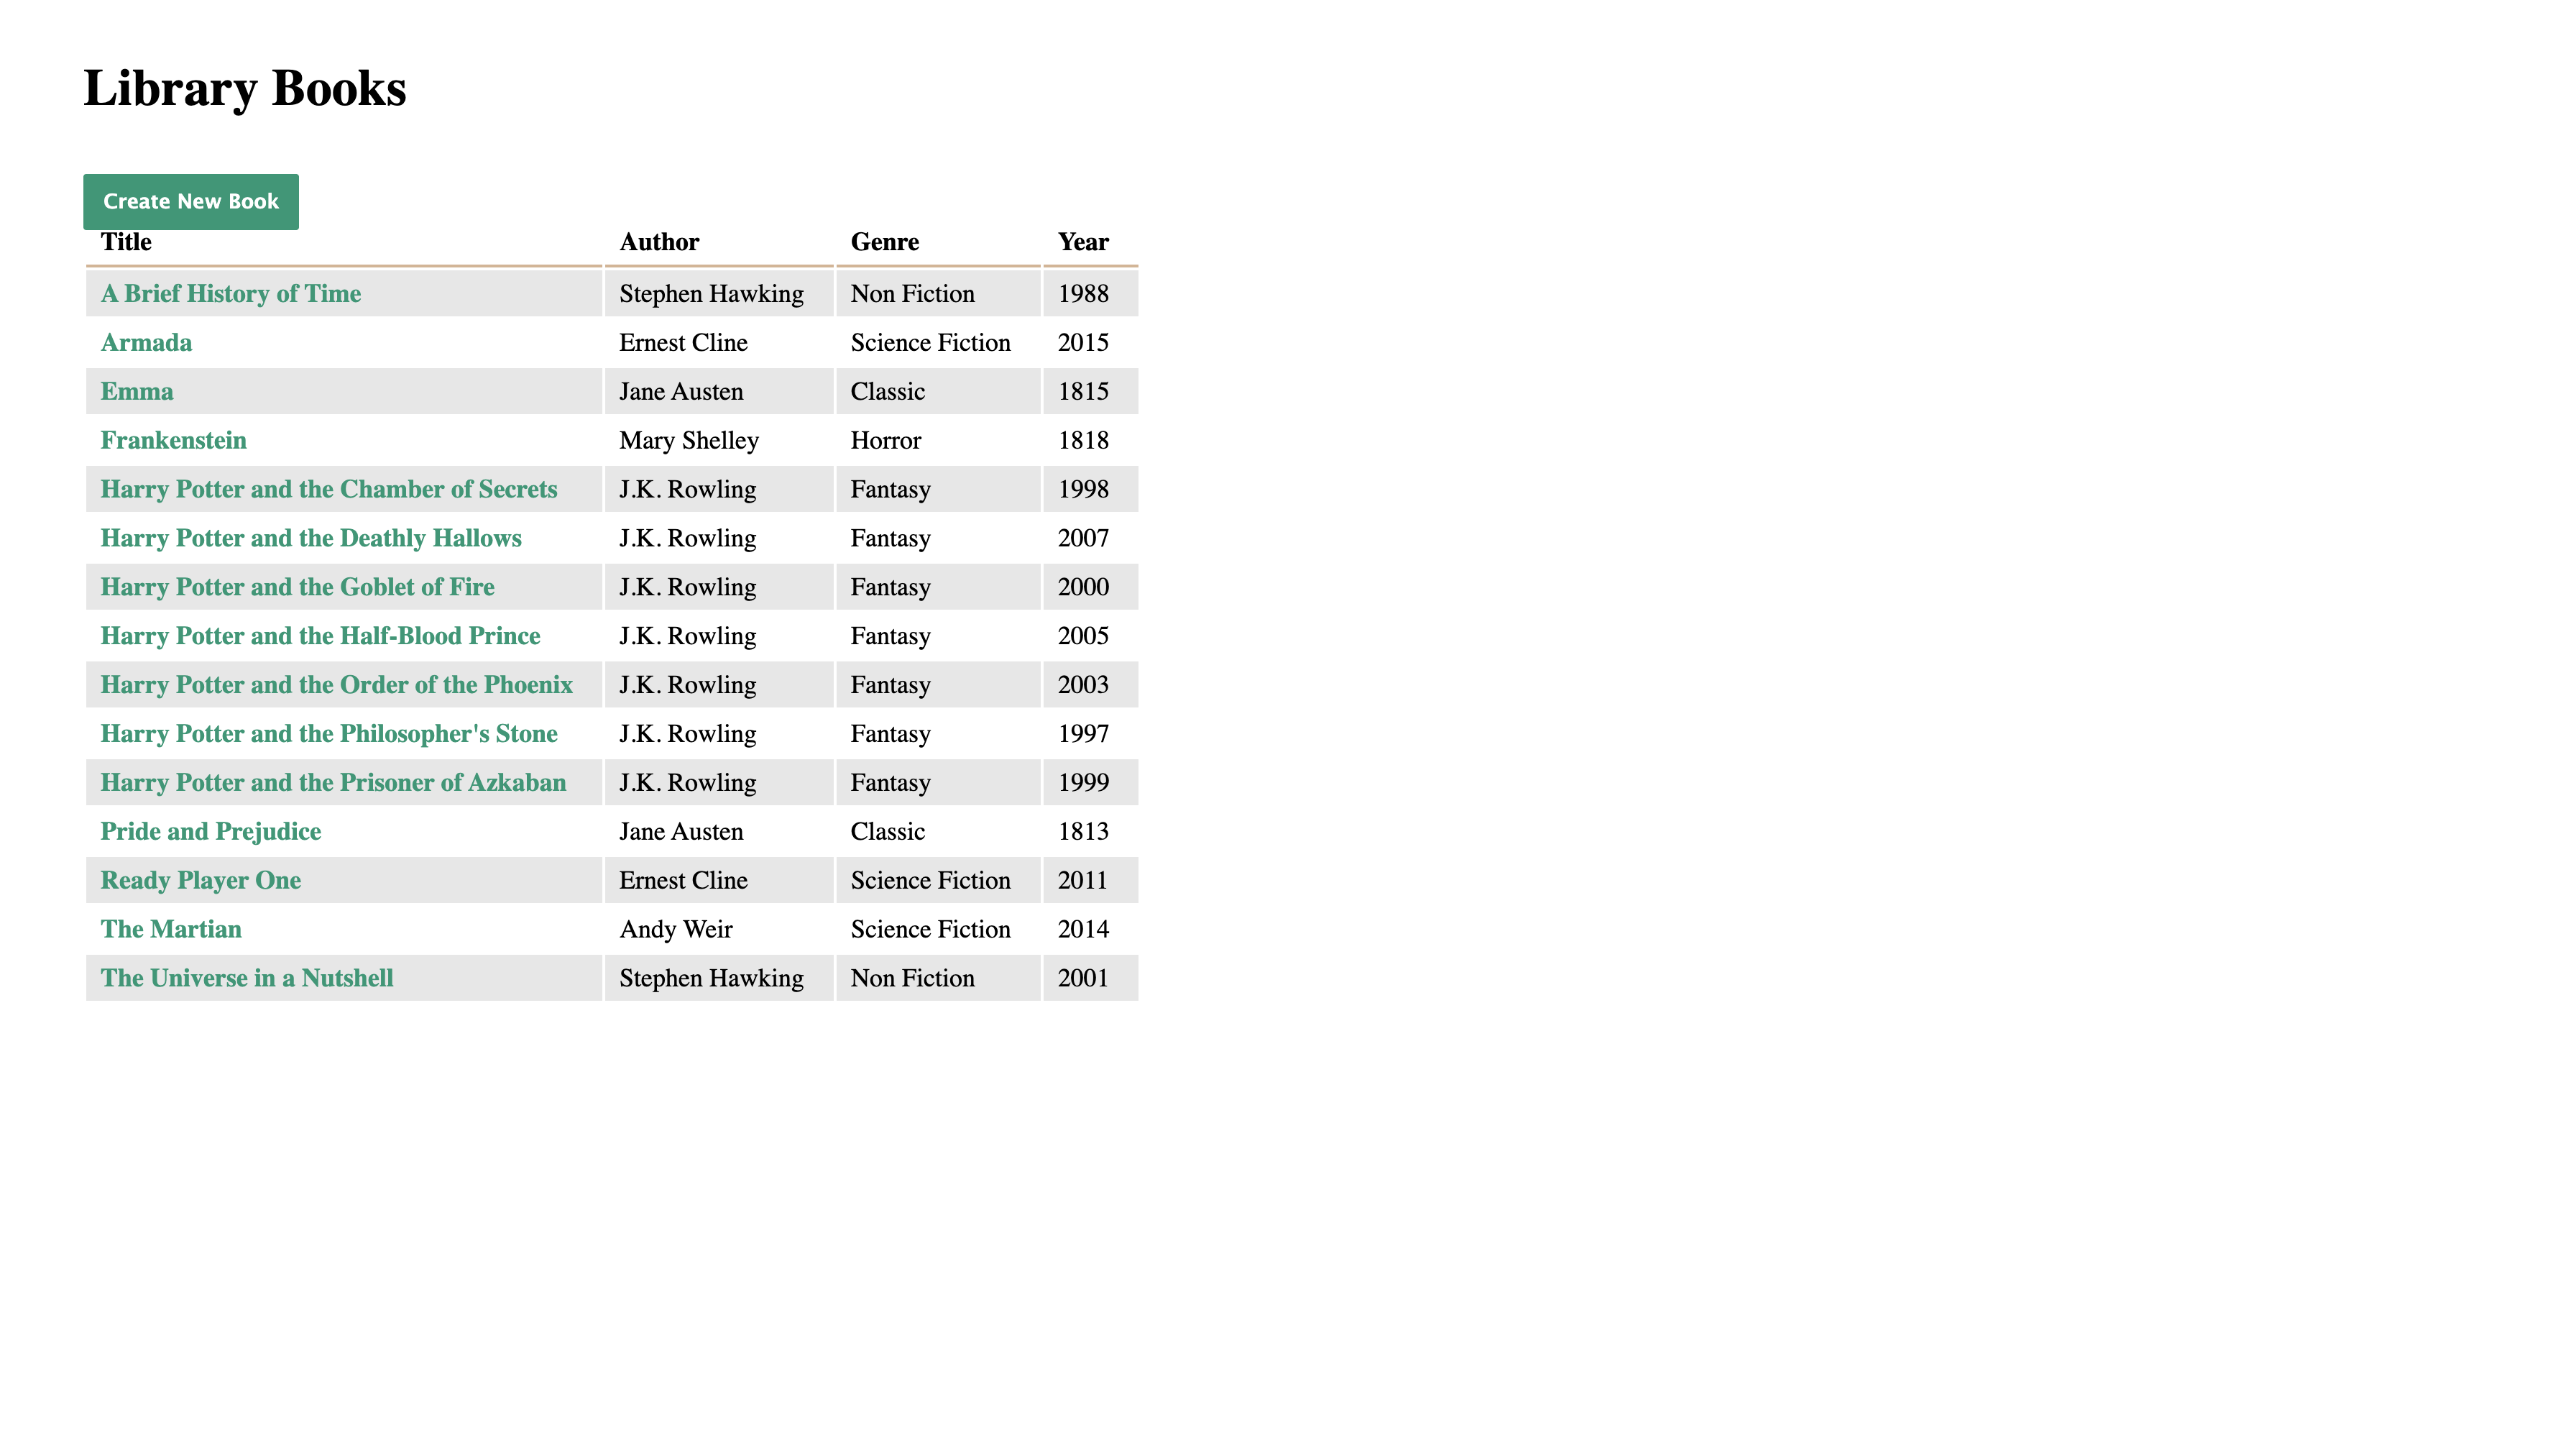 Library Books
Create New Book
Title Author Genre Year
A Brief History of Time Stephen Hawking Non Fiction 1988
Armada Ernest Cline Science Fiction 2015
Emma Jane Austen Classic 1815
Frankenstein Mary Shelley Horror 1818
Harry Potter and the Chamber of Secrets J.K. Rowling Fantasy 1998
Harry Potter and the Deathly Hallows J.K. Rowling Fantasy 2007
Harry Potter and the Goblet of Fire J.K. Rowling Fantasy 2000
Harry Potter and the Half-Blood Prince J.K. Rowling Fantasy 2005
Harry Potter and the Order of the Phoenix J.K. Rowling Fantasy 2003
Harry Potter and the Philosopher's Stone J.K. Rowling Fantasy 1997
Harry Potter and the Prisoner of Azkaban J.K. Rowling Fantasy 1999
Pride and Prejudice Jane Austen Classic 1813
Ready Player One Ernest Cline Science Fiction 2011
The Martian Andy Weir Science Fiction 2014
The Universe in a Nutshell Stephen Hawking Non Fiction 2001